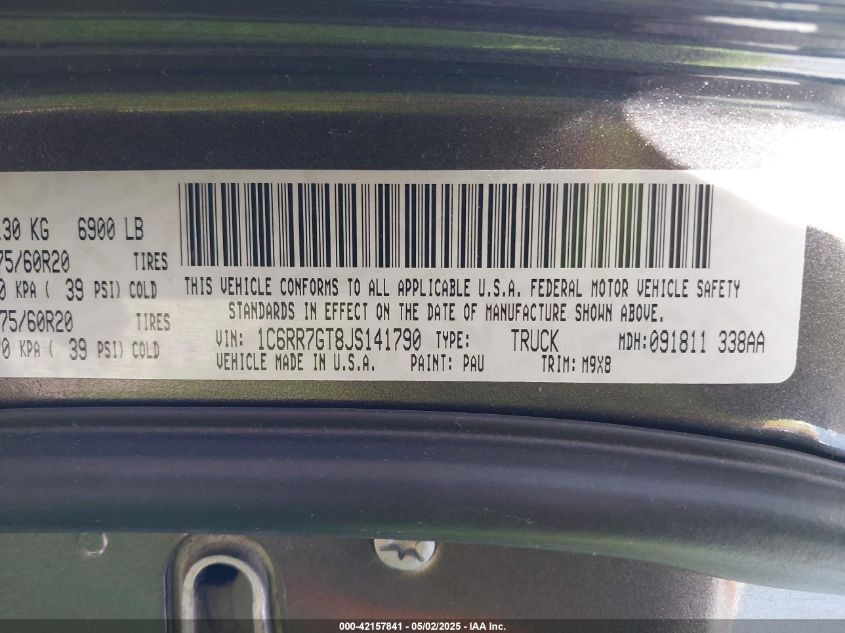 .30 KG 6900 LB
75/60R20 TIRES
0 KPA ( 39 PSI) COLD
75/60R20 TIRES
70 KPA ( 39 PSI) COLD
THIS VEHICLE CONFORMS TO ALL APPLICABLE U.S.A. FEDERAL MOTOR VEHICLE SAFETY
STANDARDS IN EFFECT ON THE DATE OF MANUFACTURE SHOWN ABOVE.
VIN: 1C6RR7GT8JS141790 TYPE: TRUCK MDH: 091811 338AA
VEHICLE MADE IN U.S.A. PAINT: PAU TRIM: M9X8
000-42157841 / 05/02/2025 - IAA Inc.